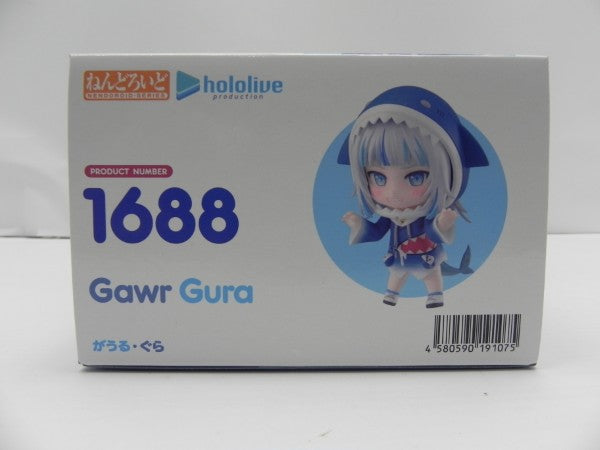 ねんどろいど
NENDOROID SERIES
hololive
production
PRODUCT NUMBER
1688
Gawr Gura
がうる・ぐら
4 580590 191075